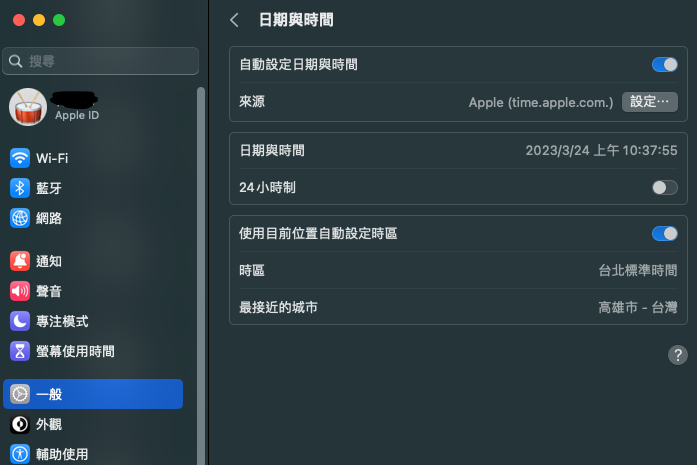 日期與時間
搜尋
Apple ID
Wi-Fi
藍牙
網路
通知
聲音
專注模式
螢幕使用時間
一般
外觀
輔助使用
自動設定日期與時間
來源 Apple (time.apple.com.) 設定⋯
日期與時間 2023/3/24 上午 10:37:55
24小時制
使用目前位置自動設定時區
時區 台北標準時間
最接近的城市 高雄市 - 台灣
?